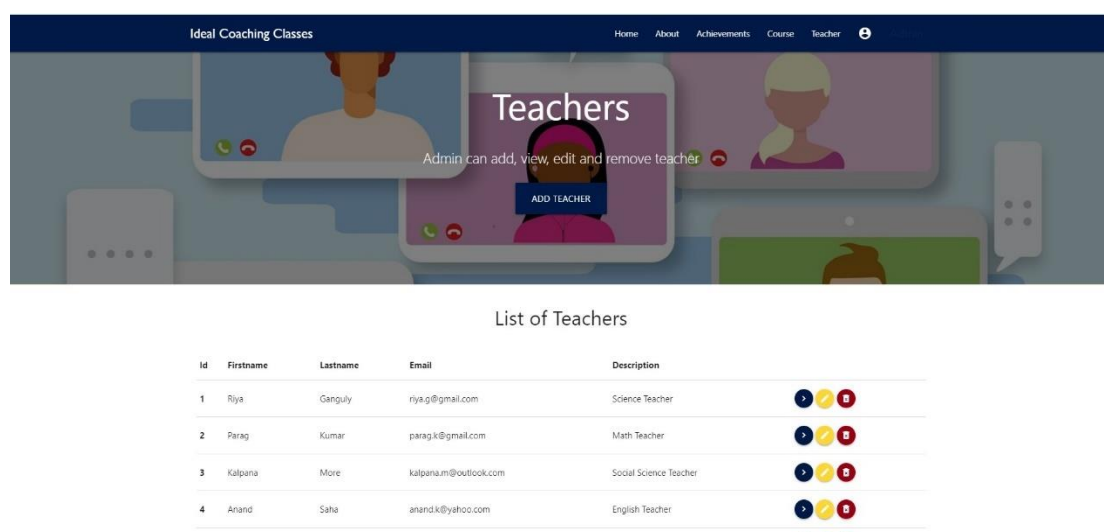 Ideal Coaching Classes Home About Achievements Course Teacher
Teachers
Admin can add, view, edit and remove teacher
ADD TEACHER
List of Teachers
Id Firstname Lastname Email Description
1 Riya Ganguly riya.g@gmail.com Science Teacher
2 Parag Kumar parag.k@gmail.com Math Teacher
3 Kalpana More kalpana.m@outlook.com Social Science Teacher
4 Anand Saha anand.k@yahoo.com English Teacher